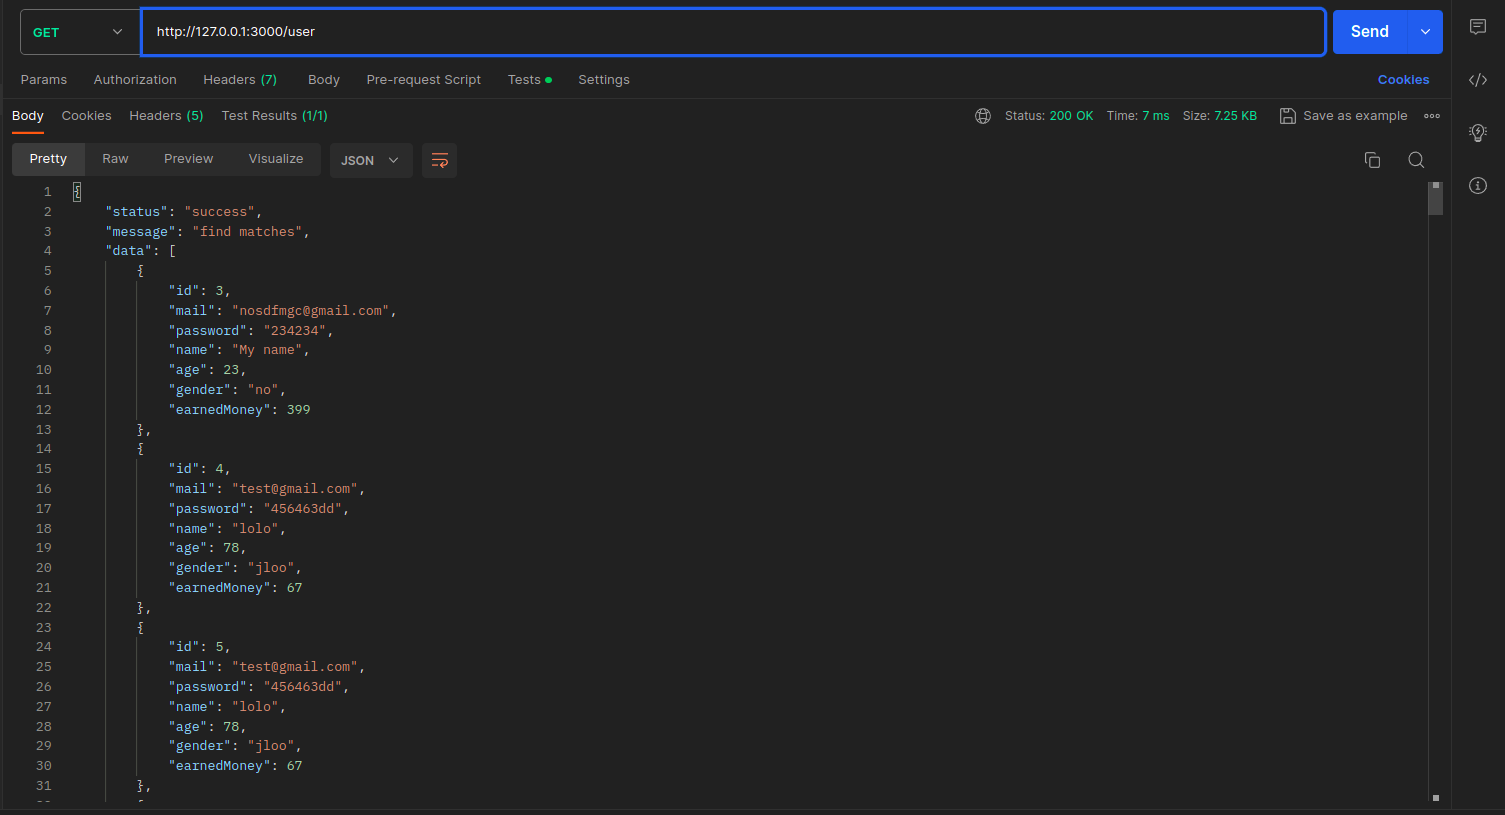 GET http://127.0.0.1:3000/user Send
Params Authorization Headers (7) Body Pre-request Script Tests Settings Cookies
Body Cookies Headers (5) Test Results (1/1) Status: 200 OK Time: 7 ms Size: 7.25 KB Save as example
Pretty Raw Preview Visualize JSON
1 {
2 "status": "success",
3 "message": "find matches",
4 "data": [
5 {
6 "id": 3,
7 "mail": "nosdfmgc@gmail.com",
8 "password": "234234",
9 "name": "My name",
10 "age": 23,
11 "gender": "no",
12 "earnedMoney": 399
13 },
14 {
15 "id": 4,
16 "mail": "test@gmail.com",
17 "password": "456463dd",
18 "name": "lolo",
19 "age": 78,
20 "gender": "jloo",
21 "earnedMoney": 67
22 },
23 {
24 "id": 5,
25 "mail": "test@gmail.com",
26 "password": "456463dd",
27 "name": "lolo",
28 "age": 78,
29 "gender": "jloo",
30 "earnedMoney": 67
31 },